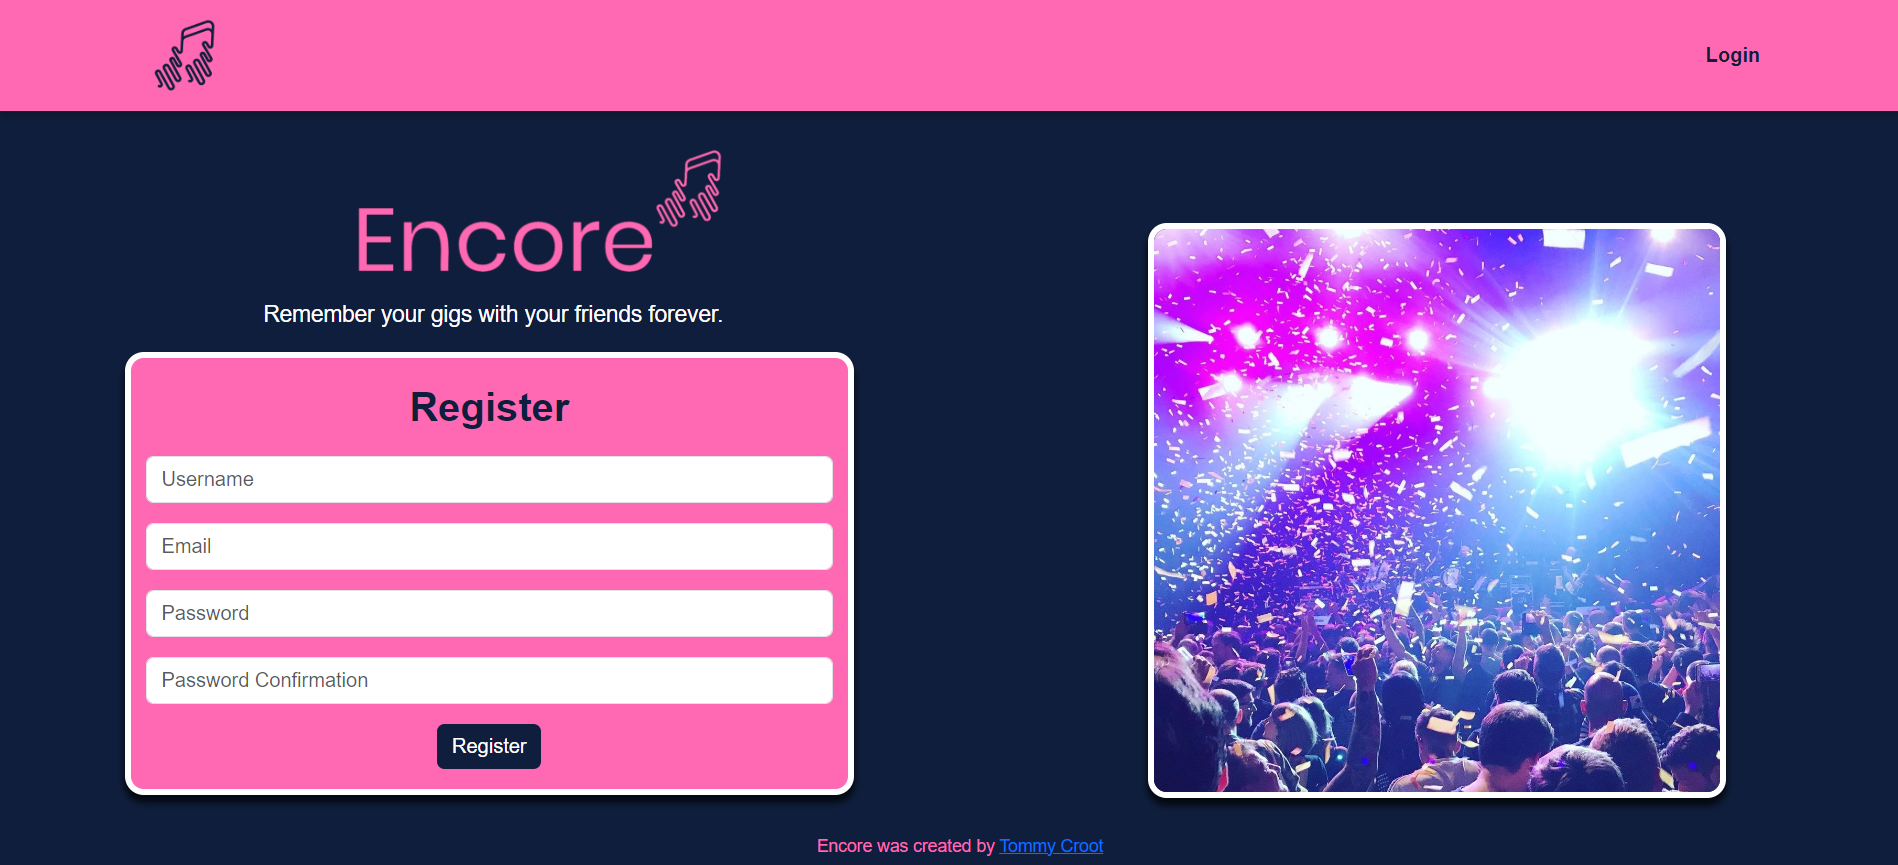 Login
Encore
Remember your gigs with your friends forever.
Register
Username
Email
Password
Password Confirmation
Register
Encore was created by Tommy Croot